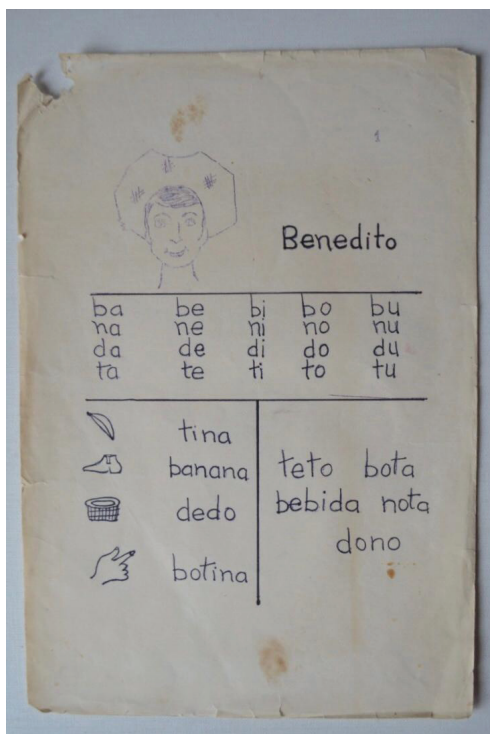 1
Benedito
ba be bi bo bu
na ne ni no nu
da de di do du
ta te ti to tu
tina
banana
dedo
botina
teto bota
bebida nota
dono